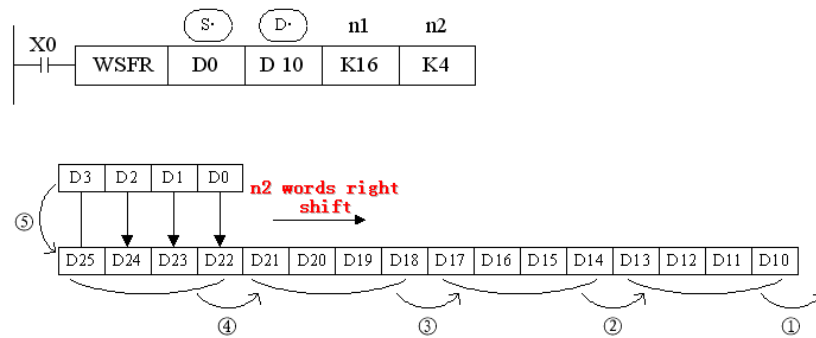 S· D· n1 n2
X0
WSFR D0 D 10 K16 K4
D3 D2 D1 D0
n2 words right
shift
⑤
D25 D24 D23 D22 D21 D20 D19 D18 D17 D16 D15 D14 D13 D12 D11 D10
④ ③ ② ①